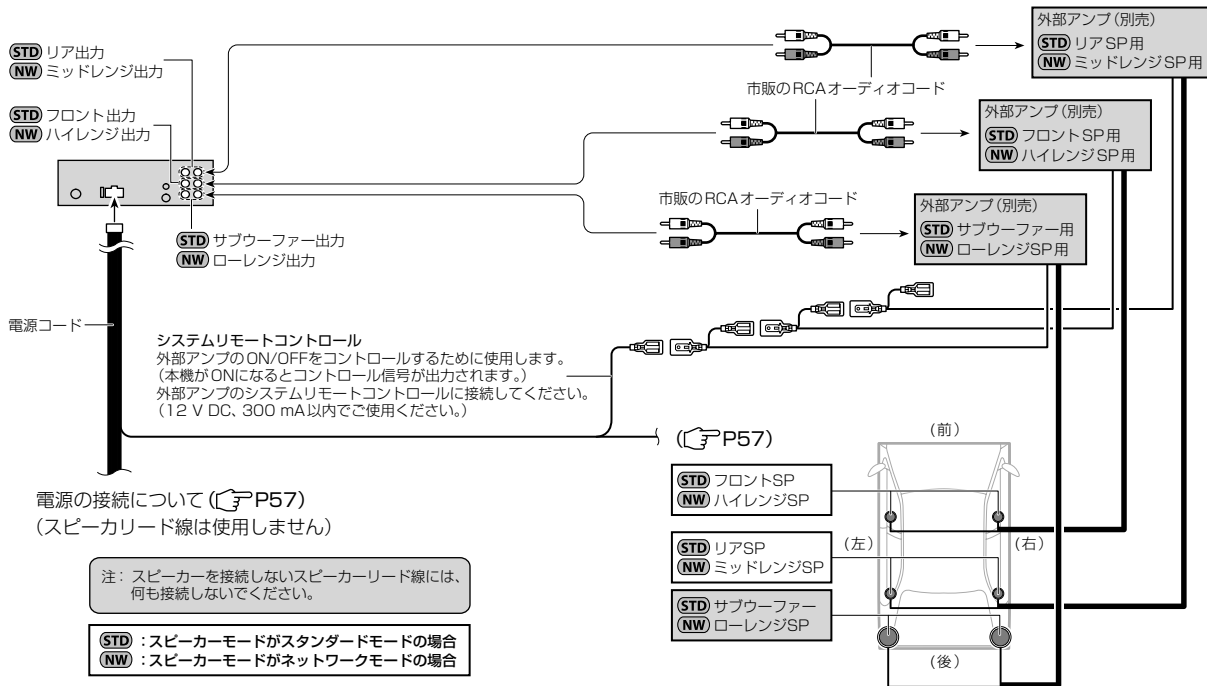 STD リア出力
NW ミッドレンジ出力
STD フロント出力
NW ハイレンジ出力
STD サブウーファー出力
NW ローレンジ出力
市販のRCAオーディオコード
市販のRCAオーディオコード
外部アンプ(別売)
STD リアSP用
NW ミッドレンジSP用
外部アンプ(別売)
STD フロントSP用
NW ハイレンジSP用
外部アンプ(別売)
STD サブウーファー用
NW ローレンジSP用
電源コード
システムリモートコントロール
外部アンプのON/OFFをコントロールするために使用します。
(本機がONになるとコントロール信号が出力されます。)
外部アンプのシステムリモートコントロールに接続してください。
(12 V DC、300 mA以内でご使用ください。)
(☞P57)
電源の接続について(☞P57)
(スピーカリード線は使用しません)
注:スピーカーを接続しないスピーカーリード線には、
何も接続しないでください。
STD :スピーカーモードがスタンダードモードの場合
NW :スピーカーモードがネットワークモードの場合
STD フロントSP
NW ハイレンジSP
STD リアSP
NW ミッドレンジSP
STD サブウーファー
NW ローレンジSP
(前)
(左)
(右)
(後)